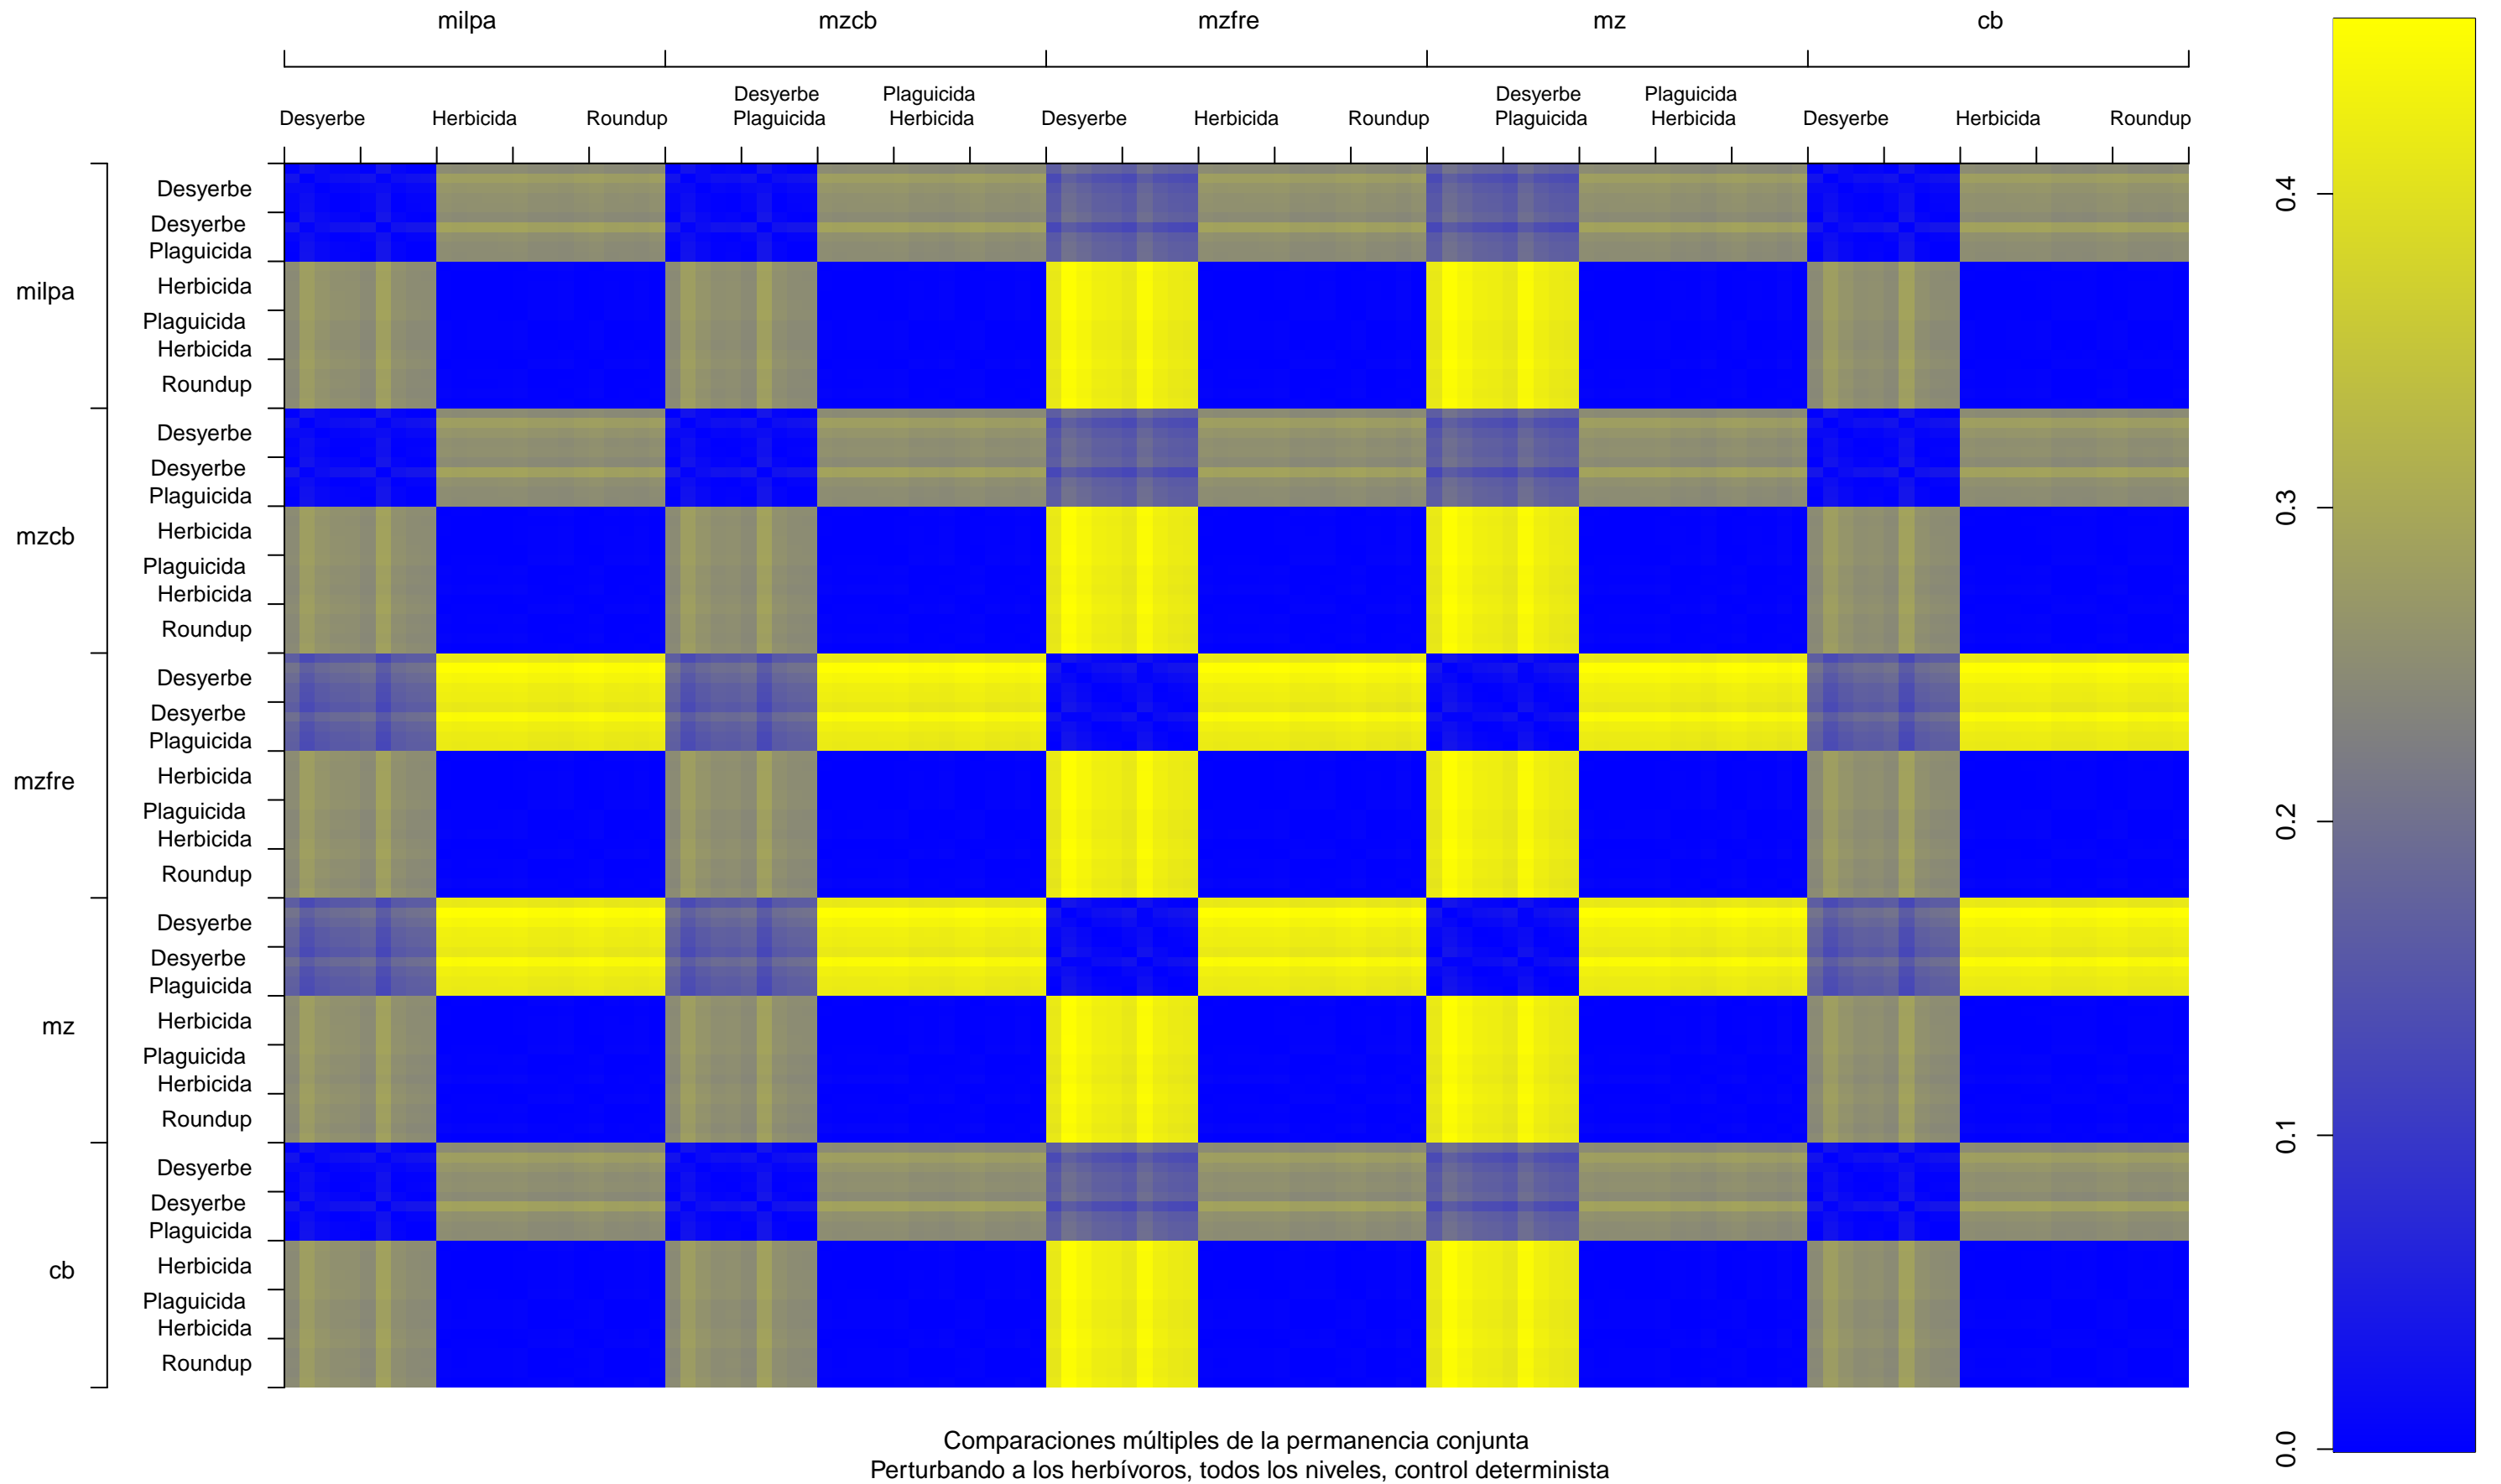 milpa mzcb mzfre mz cb
Desyerbe Plaguicida Desyerbe Plaguicida
Desyerbe Herbicida Roundup Plaguicida Herbicida Desyerbe Herbicida Roundup Plaguicida Herbicida Desyerbe Herbicida Roundup
milpa
Desyerbe
Desyerbe
Plaguicida
Herbicida
Plaguicida
Herbicida
Roundup
mzcb
Desyerbe
Desyerbe
Plaguicida
Herbicida
Plaguicida
Herbicida
Roundup
mzfre
Desyerbe
Desyerbe
Plaguicida
Herbicida
Plaguicida
Herbicida
Roundup
mz
Desyerbe
Desyerbe
Plaguicida
Herbicida
Plaguicida
Herbicida
Roundup
cb
Desyerbe
Desyerbe
Plaguicida
Herbicida
Plaguicida
Herbicida
Roundup
0.4
0.3
0.2
0.1
0.0
Comparaciones múltiples de la permanencia conjunta
Perturbando a los herbívoros, todos los niveles, control determinista